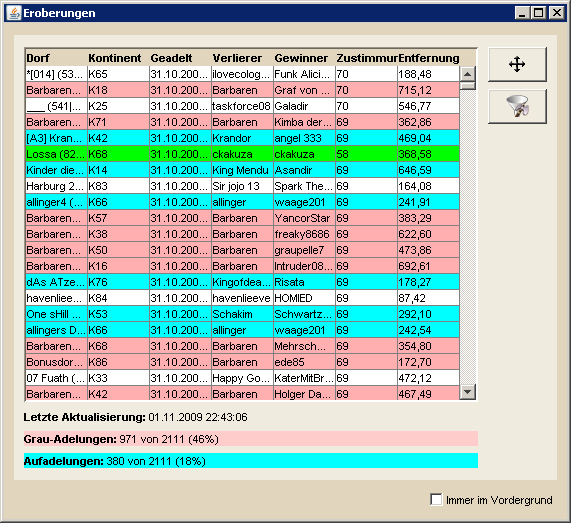 Eroberungen
Dorf Kontinent Geadelt Verlierer Gewinner Zustimmur Entfernung
*[014] (53... K65 31.10.200... ilovecolog... Funk Alici... 70 188,48
Barbaren... K18 31.10.200... Barbaren Graf von ... 70 715,12
___ (541|... K25 31.10.200... taskforce08 Galadir 70 546,77
Barbaren... K71 31.10.200... Barbaren Kimba der... 69 362,86
[A3] Kran... K42 31.10.200... Krandor angel 333 69 469,04
Lossa (82... K68 31.10.200... ckakuza ckakuza 58 368,58
Kinder die... K14 31.10.200... King Mendu Asandir 69 646,59
Harburg 2... K83 31.10.200... Sir jojo 13 Spark The... 69 164,08
allinger4 (... K66 31.10.200... allinger waage201 69 241,91
Barbaren... K57 31.10.200... Barbaren YancorStar 69 383,29
Barbaren... K38 31.10.200... Barbaren freaky8686 69 622,60
Barbaren... K50 31.10.200... Barbaren graupelle7 69 473,86
Barbaren... K16 31.10.200... Barbaren Intruder08... 69 692,61
dAs ATze... K76 31.10.200... Kingofdea... Risata 69 178,27
havenliee... K84 31.10.200... havenlieeve HOMIED 69 87,42
One sHill ... K53 31.10.200... Schakim Schwartz... 69 292,10
allingers D... K66 31.10.200... allinger waage201 69 242,54
Barbaren... K68 31.10.200... Barbaren Mehrsch... 69 354,80
Bonusdor... K86 31.10.200... Barbaren ede85 69 172,70
07 Fuath (... K33 31.10.200... Happy Go... KaterMitBr... 69 472,12
Barbaren... K42 31.10.200... Barbaren Holger Da... 69 467,49
Letzte Aktualisierung: 01.11.2009 22:43:06
Grau-Adelungen: 971 von 2111 (46%)
Aufadelungen: 380 von 2111 (18%)
Immer im Vordergrund